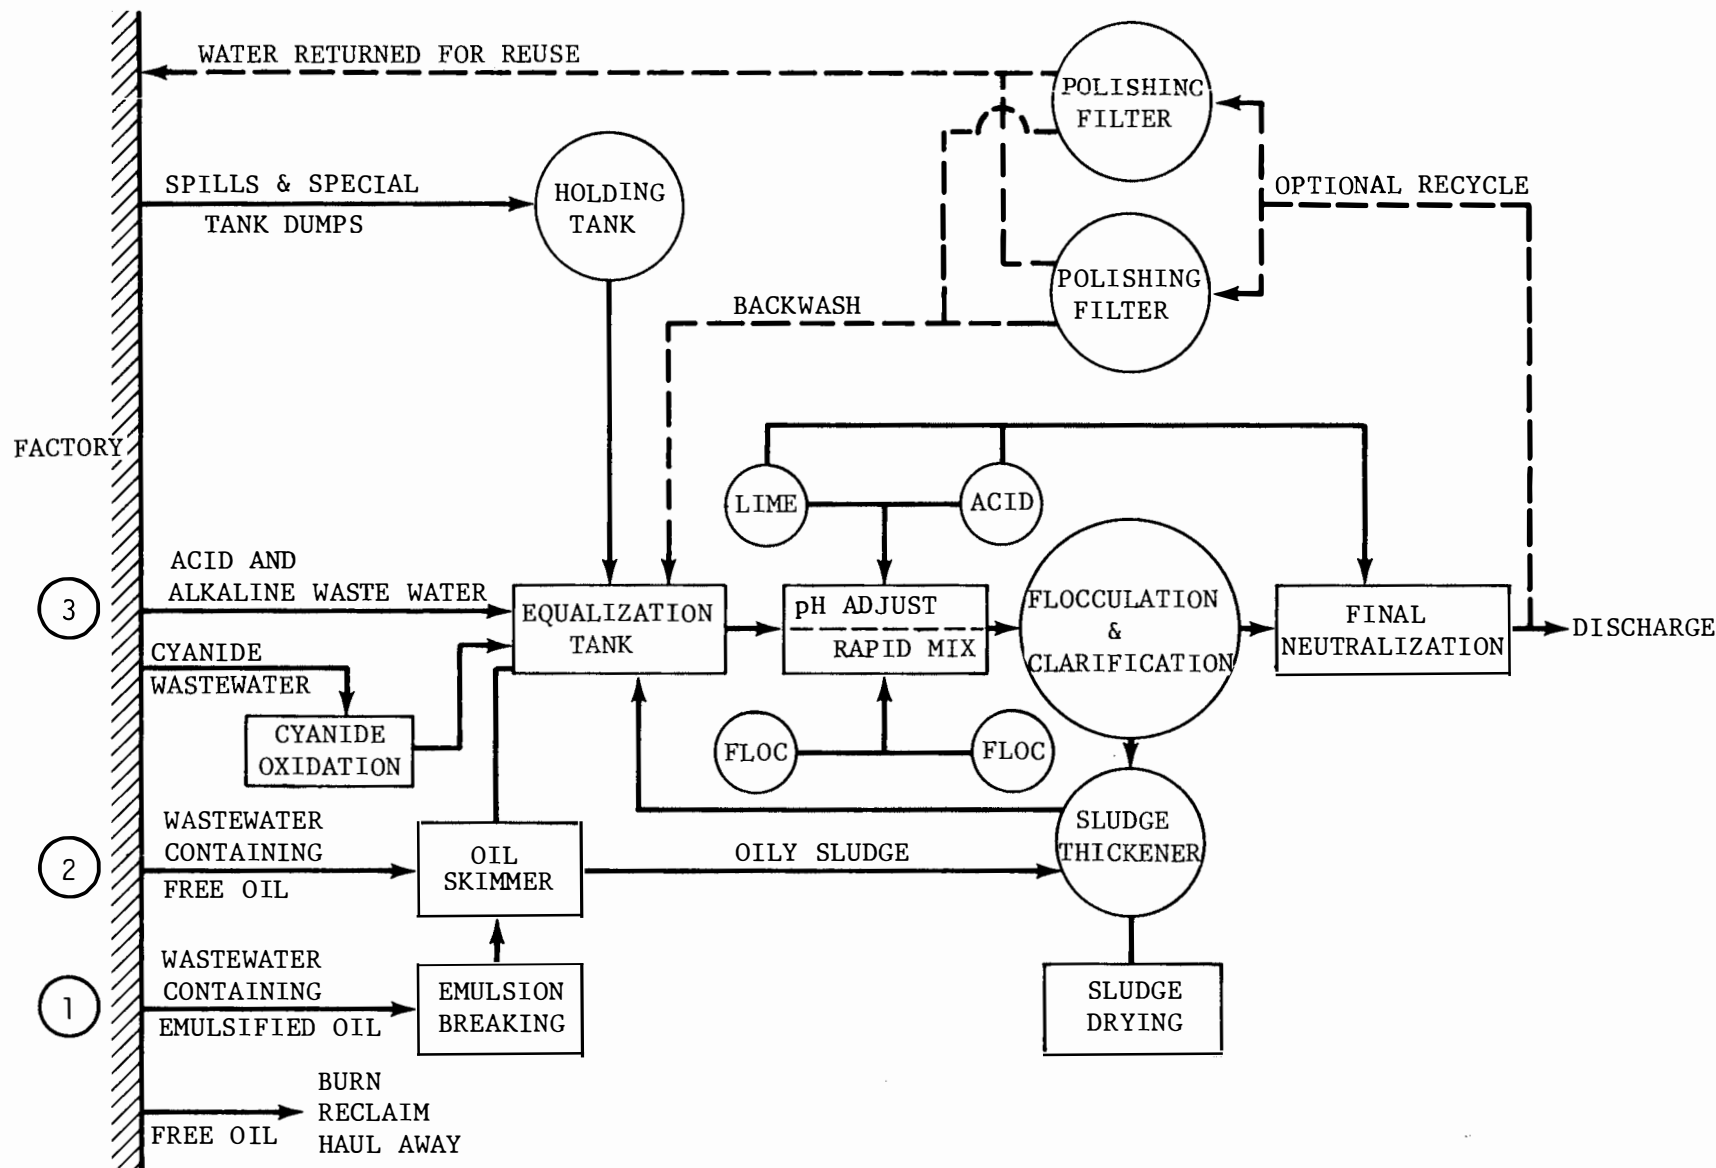 WATER RETURNED FOR REUSE
POLISHINC
FILTER
SPILLS & SPECIAL
TANK DUMPS
HOLDING
TANK
OPTIONAL RECYCLE
POLISHING
FILTER
BACKWASH
FACTORY
LIME
ACID
3
ACID AND
ALKALINE WASTE WATER
EQUALIZATION
TANK
pH ADJUST
RAPID MIX
FLOCCULATION
&
CLARIFICATION
FINAL
NEUTRALIZATION
DISCHARGE
CYANIDE
WASTEWATER
CYANIDE
OXIDATION
FLOC
FLOC
2
WASTEWATER
CONTAINING
FREE OIL
OIL
SKIMMER
OILY SLUDGE
SLUDGE
THICKENER
1
WASTEWATER
CONTAINING
EMULSIFIED OIL
EMULSION
BREAKING
SLUDGE
DRYING
FREE OIL
BURN
RECLAIM
HAUL AWAY